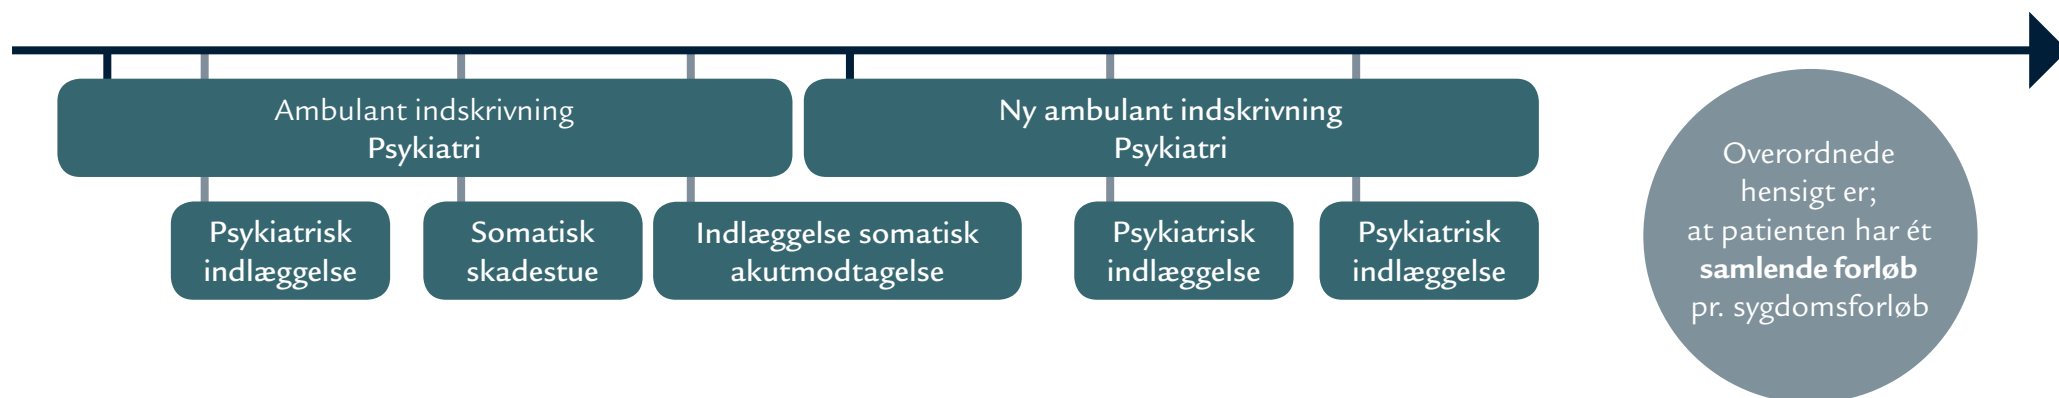 Ambulant indskrivning
Psykiatri
Ny ambulant indskrivning
Psykiatri
Psykiatrisk
indlæggelse
Somatisk
skadestue
Indlæggelse somatisk
akutmodtagelse
Psykiatrisk
indlæggelse
Psykiatrisk
indlæggelse
Overordnede
hensigt er;
at patienten har ét
samlende forløb
pr. sygdomsforløb